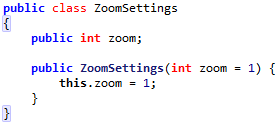 public class ZoomSettings
{
    public int zoom;

    public ZoomSettings(int zoom = 1) {
        this.zoom = 1;
    }
}